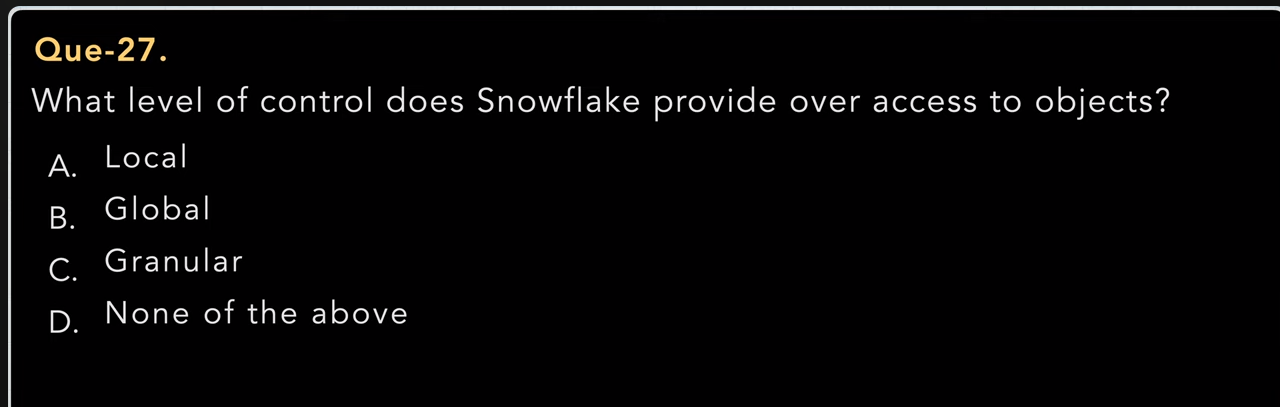 Que-27.
What level of control does Snowflake provide over access to objects?
A. Local
B. Global
C. Granular
D. None of the above